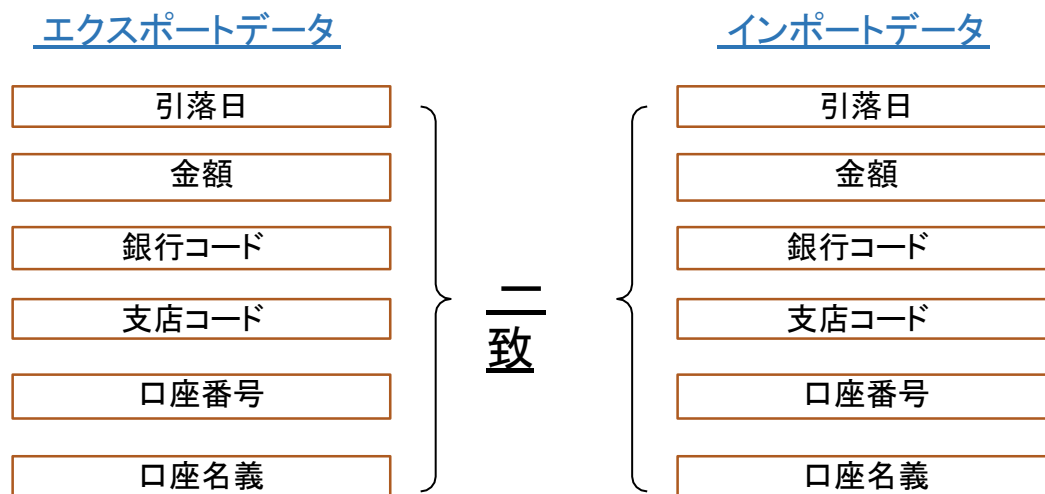 エクスポートデータ
引落日
金額
銀行コード
支店コード
口座番号
口座名義
一
致
インポートデータ
引落日
金額
銀行コード
支店コード
口座番号
口座名義